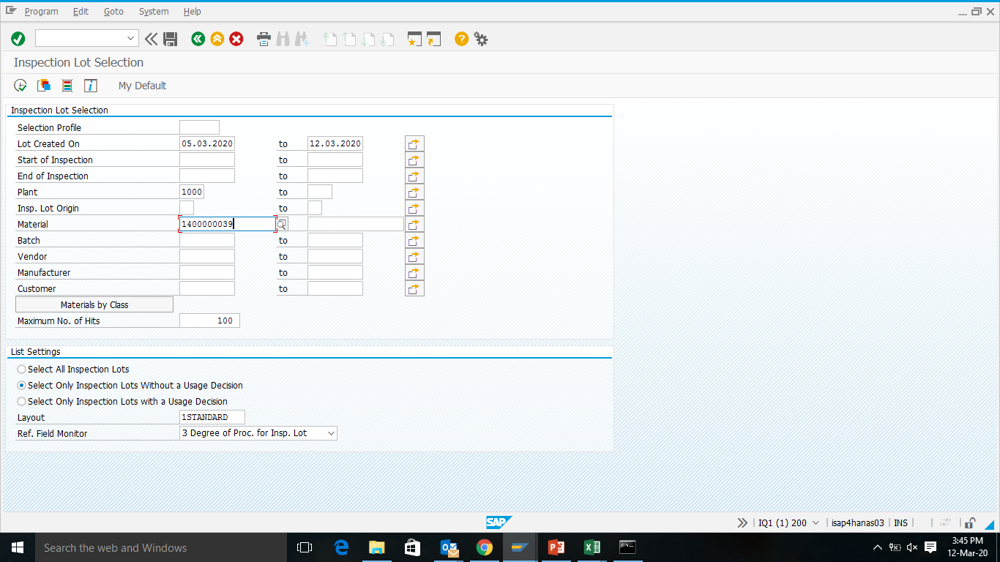 Program Edit Goto System Help
Inspection Lot Selection
My Default
Inspection Lot Selection
Selection Profile
Lot Created On 05.03.2020 to 12.03.2020
Start of Inspection to
End of Inspection to
Plant 1000 to
Insp. Lot Origin to
Material 1400000039
Batch to
Vendor to
Manufacturer to
Customer to
Materials by Class
Maximum No. of Hits 100
List Settings
Select All Inspection Lots
Select Only Inspection Lots Without a Usage Decision
Select Only Inspection Lots with a Usage Decision
Layout 1STANDARD
Ref. Field Monitor 3 Degree of Proc. for Insp. Lot
SAP IQ1 (1) 200 isap4hanas03 INS
Search the web and Windows
3:45 PM
12-Mar-20